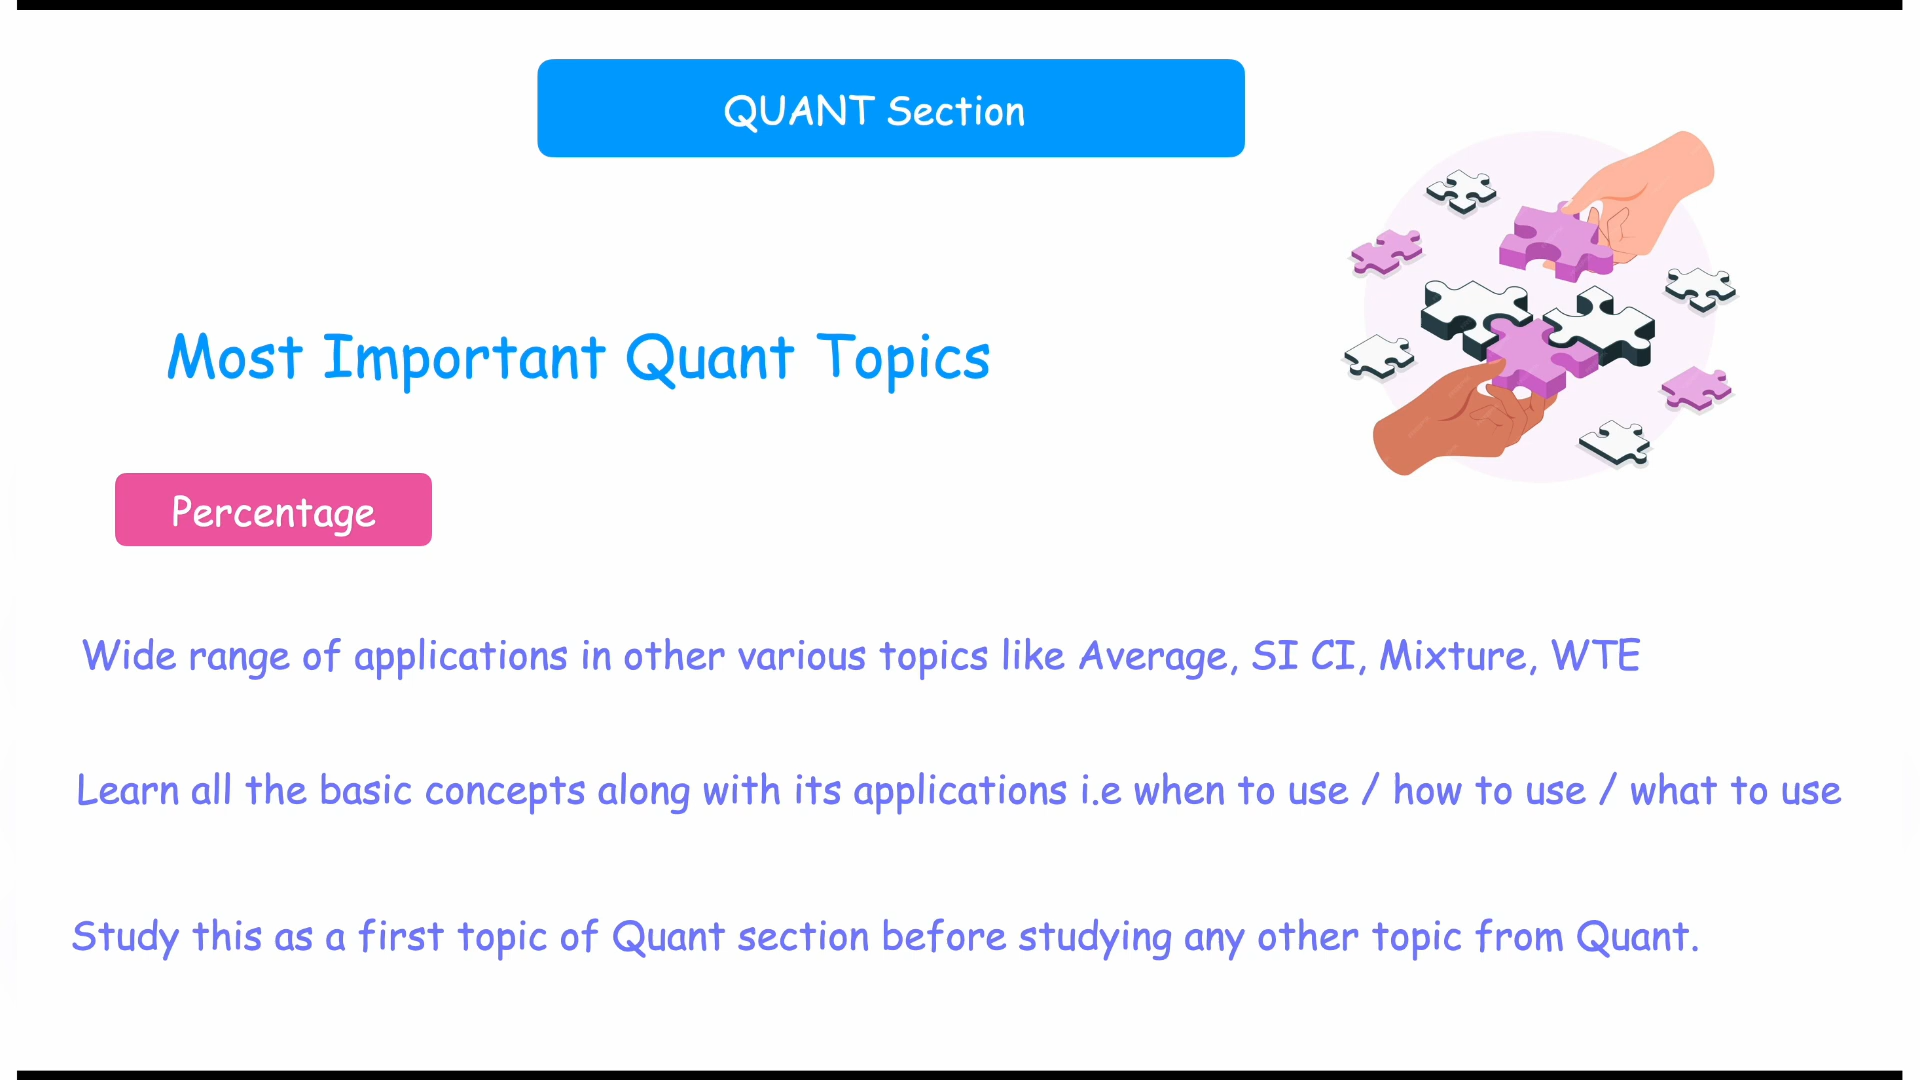 QUANT Section
Most Important Quant Topics
Percentage
Wide range of applications in other various topics like Average, SI CI, Mixture, WTE
Learn all the basic concepts along with its applications i.e when to use / how to use / what to use
Study this as a first topic of Quant section before studying any other topic from Quant.